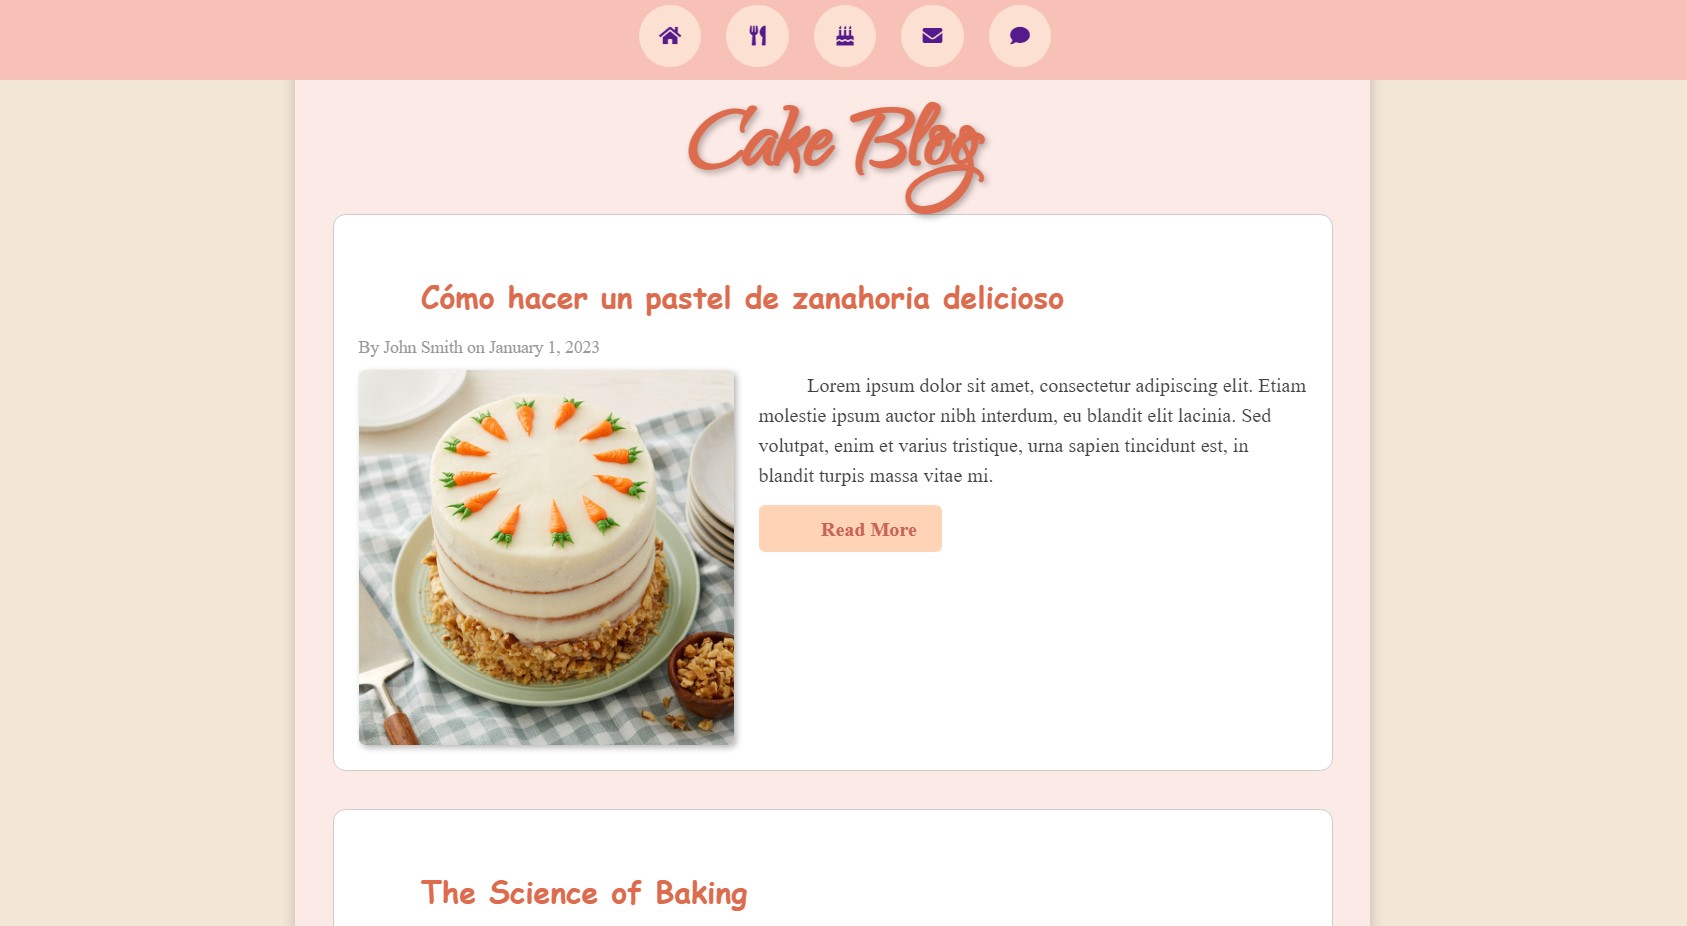 Cake Blog
Cómo hacer un pastel de zanahoria delicioso
By John Smith on January 1, 2023
Lorem ipsum dolor sit amet, consectetur adipiscing elit. Etiam
molestie ipsum auctor nibh interdum, eu blandit elit lacinia. Sed
volutpat, enim et varius tristique, urna sapien tincidunt est, in
blandit turpis massa vitae mi.
Read More
The Science of Baking